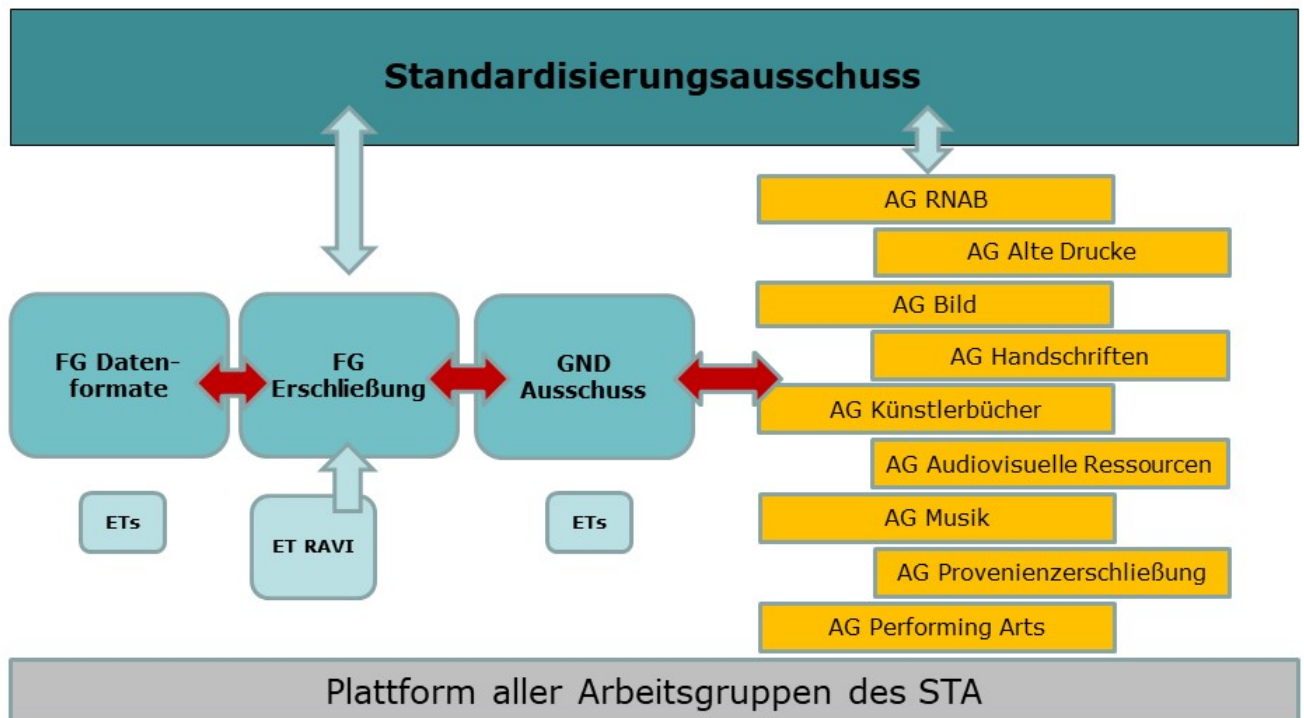 Standardisierungsausschuss
AG RNAB
AG Alte Drucke
AG Bild
AG Handschriften
AG Künstlerbücher
AG Audiovisuelle Ressourcen
AG Musik
AG Provenienzerschließung
AG Performing Arts
FG Daten-
formate
FG
Erschließung
GND
Ausschuss
ETs
ET RAVI
ETs
Plattform aller Arbeitsgruppen des STA